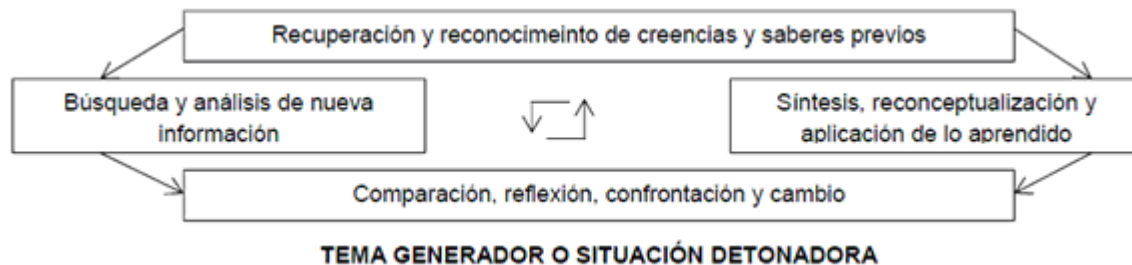 Recuperación y reconocimeinto de creencias y saberes previos
Búsqueda y análisis de nueva
información
Síntesis, reconceptualización y
aplicación de lo aprendido
Comparación, reflexión, confrontación y cambio
TEMA GENERADOR O SITUACIÓN DETONADORA